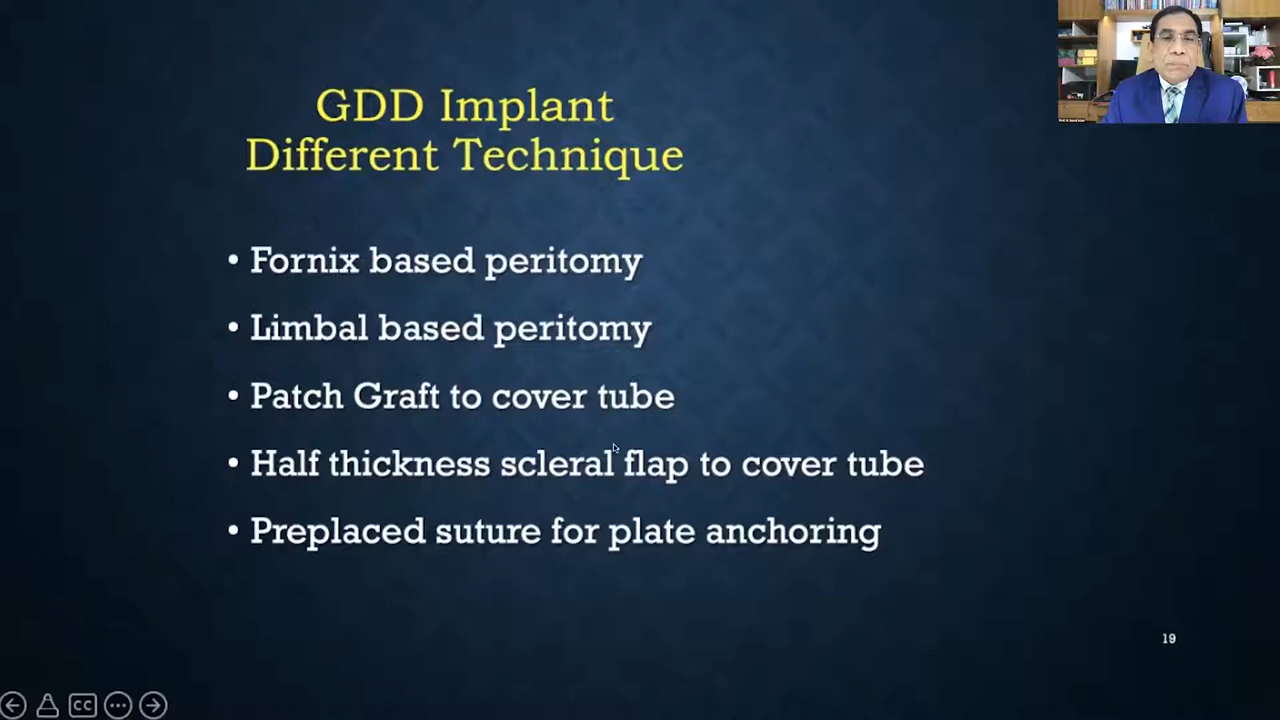 GDD Implant
Different Technique
• Fornix based peritomy
• Limbal based peritomy
• Patch Graft to cover tube
• Half thickness scleral flap to cover tube
• Preplaced suture for plate anchoring
19
CC